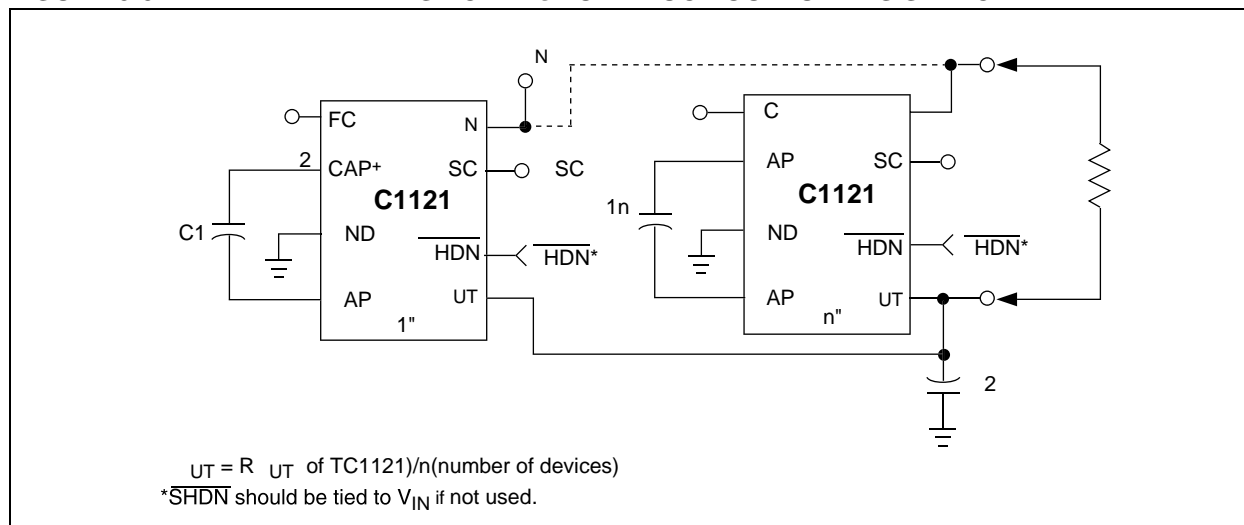 N
FC
N
2
CAP+
SC
SC
C1121
C1
ND
HDN
HDN*
AP
UT
1"
C
AP
SC
C1121
1n
ND
HDN
HDN*
AP
UT
n"
2
UT = R UT of TC1121)/n(number of devices)
*SHDN should be tied to VIN if not used.